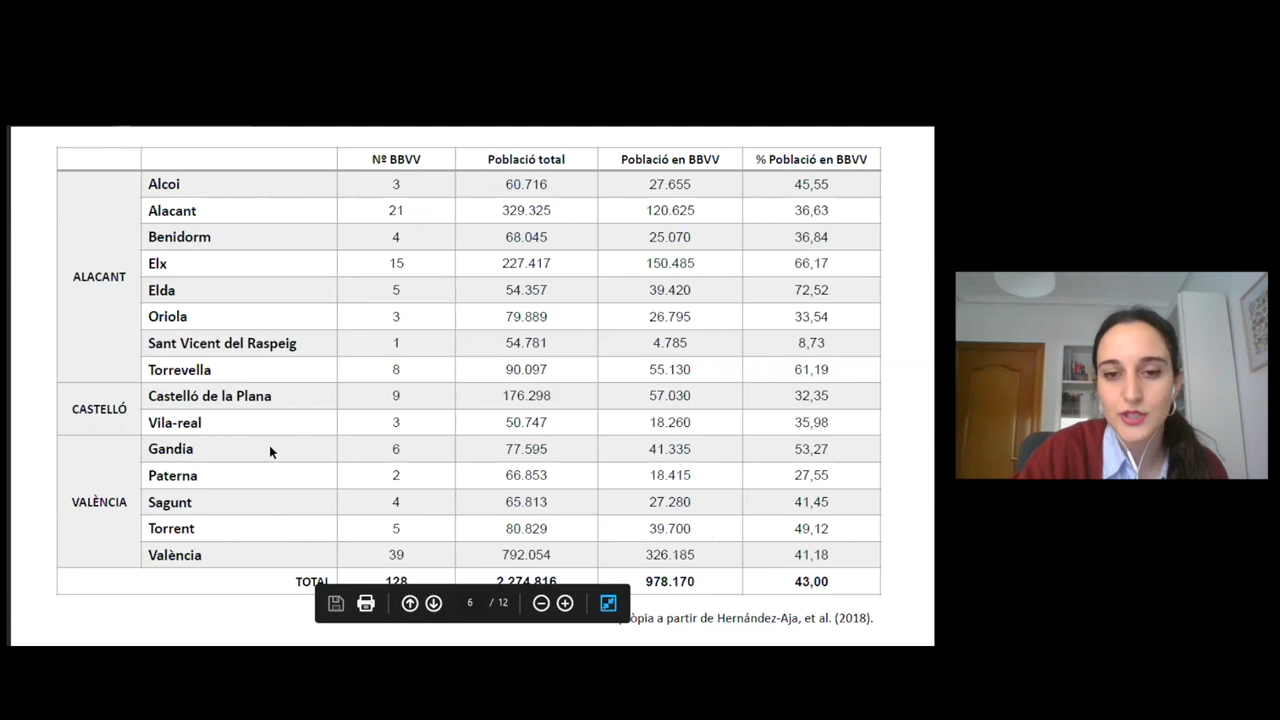 Nº BBVV Població total Població en BBVV % Població en BBVV
ALACANT
Alcoi 3 60.716 27.655 45,55
Alacant 21 329.325 120.625 36,63
Benidorm 4 68.045 25.070 36,84
Elx 15 227.417 150.485 66,17
Elda 5 54.357 39.420 72,52
Oriola 3 79.889 26.795 33,54
Sant Vicent del Raspeig 1 54.781 4.785 8,73
Torrevella 8 90.097 55.130 61,19
CASTELLÓ
Castelló de la Plana 9 176.298 57.030 32,35
Vila-real 3 50.747 18.260 35,98
VALÈNCIA
Gandia 6 77.595 41.335 53,27
Paterna 2 66.853 18.415 27,55
Sagunt 4 65.813 27.280 41,45
Torrent 5 80.829 39.700 49,12
València 39 792.054 326.185 41,18
TOTAL 128 2.274.816 978.170 43,00
6 / 12
a partir de Hernández-Aja, et al. (2018).